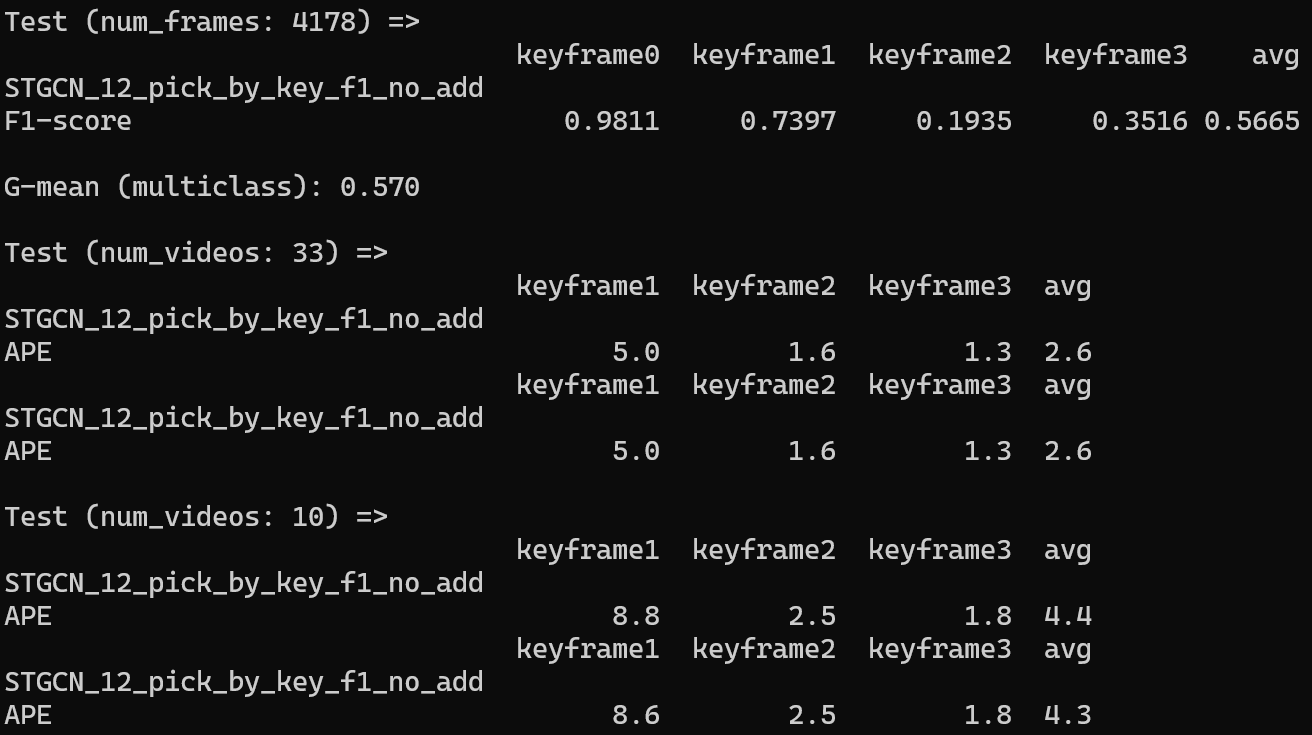 Test (num_frames: 4178) =>
keyframe0 keyframe1 keyframe2 keyframe3 avg
STGCN_12_pick_by_key_f1_no_add
F1-score 0.9811 0.7397 0.1935 0.3516 0.5665
G-mean (multiclass): 0.570
Test (num_videos: 33) =>
keyframe1 keyframe2 keyframe3 avg
STGCN_12_pick_by_key_f1_no_add
APE 5.0 1.6 1.3 2.6
keyframe1 keyframe2 keyframe3 avg
STGCN_12_pick_by_key_f1_no_add
APE 5.0 1.6 1.3 2.6
Test (num_videos: 10) =>
keyframe1 keyframe2 keyframe3 avg
STGCN_12_pick_by_key_f1_no_add
APE 8.8 2.5 1.8 4.4
keyframe1 keyframe2 keyframe3 avg
STGCN_12_pick_by_key_f1_no_add
APE 8.6 2.5 1.8 4.3